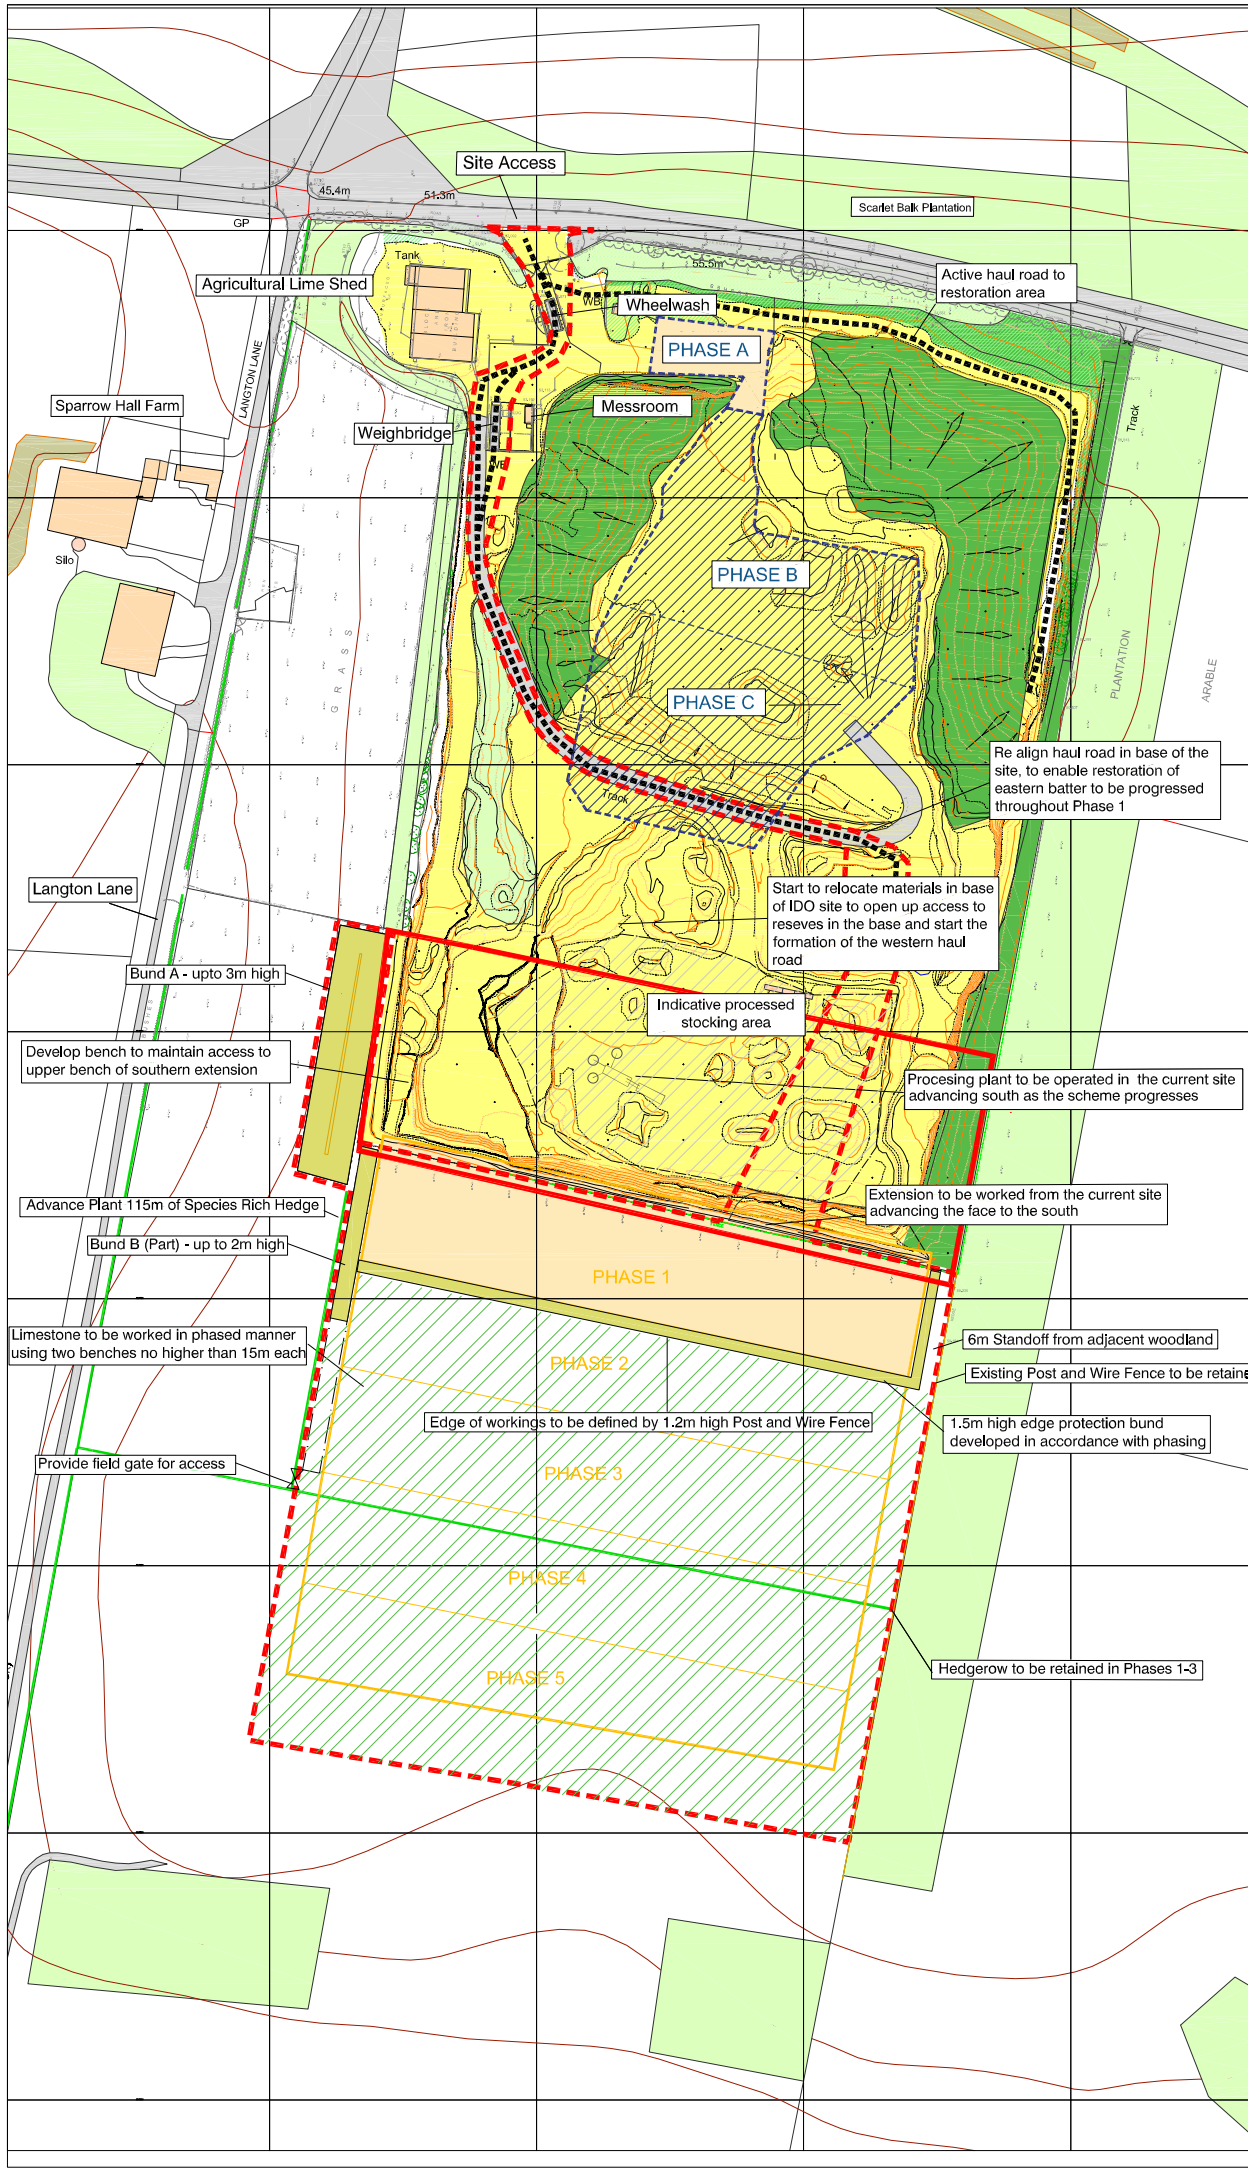 Site Access
45.4m
51.3m
GP
Scarlet Balk Plantation
Tank
55.5m
Agricultural Lime Shed
Active haul road to
restoration area
WB
Wheelwash
PHASE A
LANGTON LANE
Sparrow Hall Farm
Messroom
Weighbridge
Track
WB
Silo
PHASE B
GRASS
PLANTATION
ARABLE
PHASE C
Re align haul road in base of the
site, to enable restoration of
eastern batter to be progressed
throughout Phase 1
Track
Langton Lane
Start to relocate materials in base
of IDO site to open up access to
reseves in the base and start the
formation of the western haul
road
Bund A - upto 3m high
Indicative processed
stocking area
BUSHES
Develop bench to maintain access to
upper bench of southern extension
Procesing plant to be operated in the current site
advancing south as the scheme progresses
Advance Plant 115m of Species Rich Hedge
Extension to be worked from the current site
advancing the face to the south
Bund B (Part) - up to 2m high
PHASE 1
Limestone to be worked in phased manner
using two benches no higher than 15m each
6m Standoff from adjacent woodland
PHASE 2
Existing Post and Wire Fence to be retaine
Edge of workings to be defined by 1.2m high Post and Wire Fence
1.5m high edge protection bund
developed in accordance with phasing
Provide field gate for access
PHASE 3
PHASE 4
Hedgerow to be retained in Phases 1-3
PHASE 5